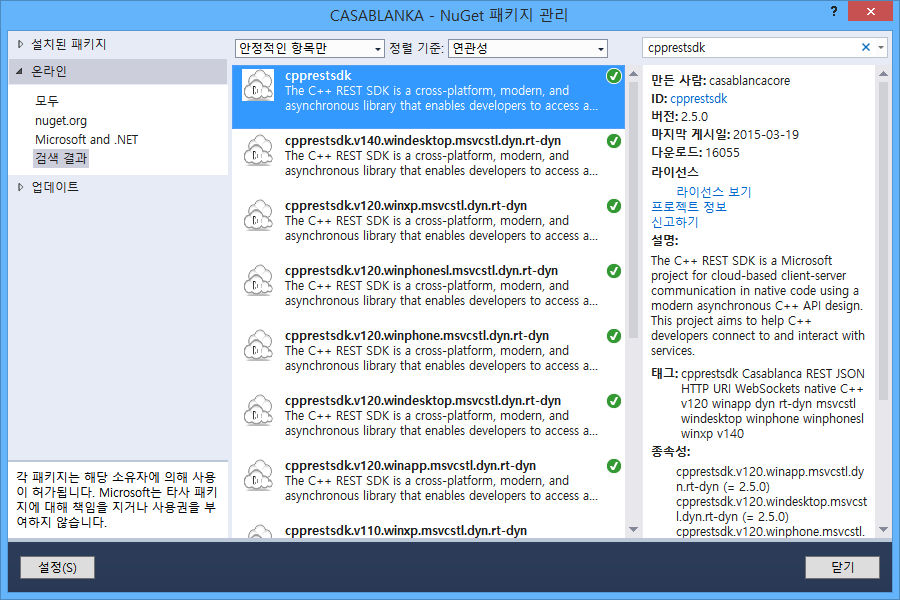 CASABLANKA - NuGet 패키지 관리
?
설치된 패키지
온라인
모두
nuget.org
Microsoft and .NET
검색 결과
업데이트
각 패키지는 해당 소유자에 의해 사용
이 허가됩니다. Microsoft는 타사 패키
지에 대해 책임을 지거나 사용권을 부
여하지 않습니다.
안정적인 항목만 정렬 기준: 연관성
cpprestsdk
The C++ REST SDK is a cross-platform, modern, and
asynchronous library that enables developers to access a...
cpprestsdk.v140.windesktop.msvcstl.dyn.rt-dyn
The C++ REST SDK is a cross-platform, modern, and
asynchronous library that enables developers to access a...
cpprestsdk.v120.winxp.msvcstl.dyn.rt-dyn
The C++ REST SDK is a cross-platform, modern, and
asynchronous library that enables developers to access a...
cpprestsdk.v120.winphonesl.msvcstl.dyn.rt-dyn
The C++ REST SDK is a cross-platform, modern, and
asynchronous library that enables developers to access a...
cpprestsdk.v120.winphone.msvcstl.dyn.rt-dyn
The C++ REST SDK is a cross-platform, modern, and
asynchronous library that enables developers to access a...
cpprestsdk.v120.windesktop.msvcstl.dyn.rt-dyn
The C++ REST SDK is a cross-platform, modern, and
asynchronous library that enables developers to access a...
cpprestsdk.v120.winapp.msvcstl.dyn.rt-dyn
The C++ REST SDK is a cross-platform, modern, and
asynchronous library that enables developers to access a...
cpprestsdk.v110.winxp.msvcstl.dyn.rt-dyn
cpprestsdk
만든 사람: casablancacore
ID: cpprestsdk
버전: 2.5.0
마지막 게시일: 2015-03-19
다운로드: 16055
라이선스
라이선스 보기
프로젝트 정보
신고하기
설명:
The C++ REST SDK is a Microsoft
project for cloud-based client-server
communication in native code using a
modern asynchronous C++ API design.
This project aims to help C++
developers connect to and interact with
services.
태그: cpprestsdk Casablanca REST JSON
HTTP URI WebSockets native C++
v120 winapp dyn rt-dyn msvcstl
windesktop winphone winphonesl
winxp v140
종속성:
cpprestsdk.v120.winapp.msvcstl.dy
n.rt-dyn (= 2.5.0)
cpprestsdk.v120.windesktop.msvcst
l.dyn.rt-dyn (= 2.5.0)
cpprestsdk.v120.winphone.msvcstl.
설정(S)
닫기